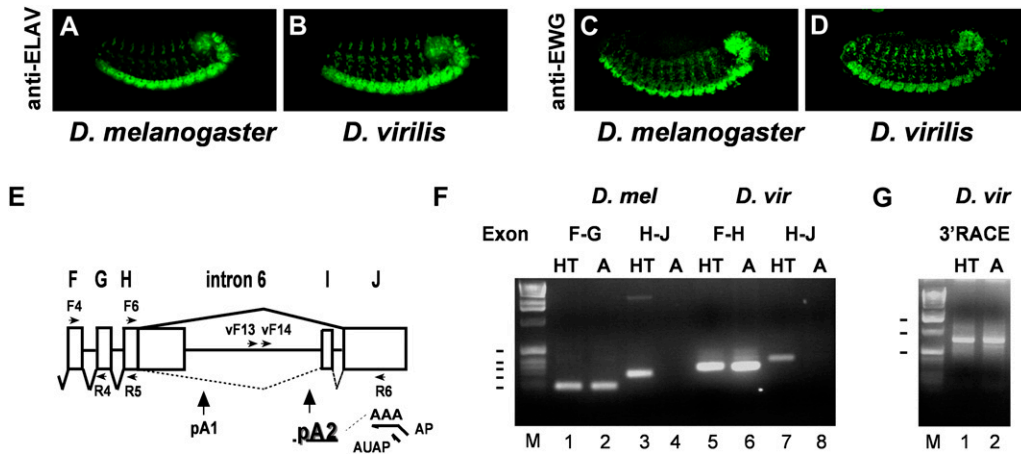 A
B
C
D
anti-ELAV
anti-EWG
D. melanogaster
D. virilis
D. melanogaster
D. virilis
E
F G H intron 6 I J
F4 F6
vF13 vF14
R4 R5 R6
pA1
pA2
AAA
AP
AUAP
F
D. mel D. vir
Exon F-G H-J F-H H-J
HT A HT A HT A HT A
M 1 2 3 4 5 6 7 8
G
D. vir
3'RACE
HT A
M 1 2